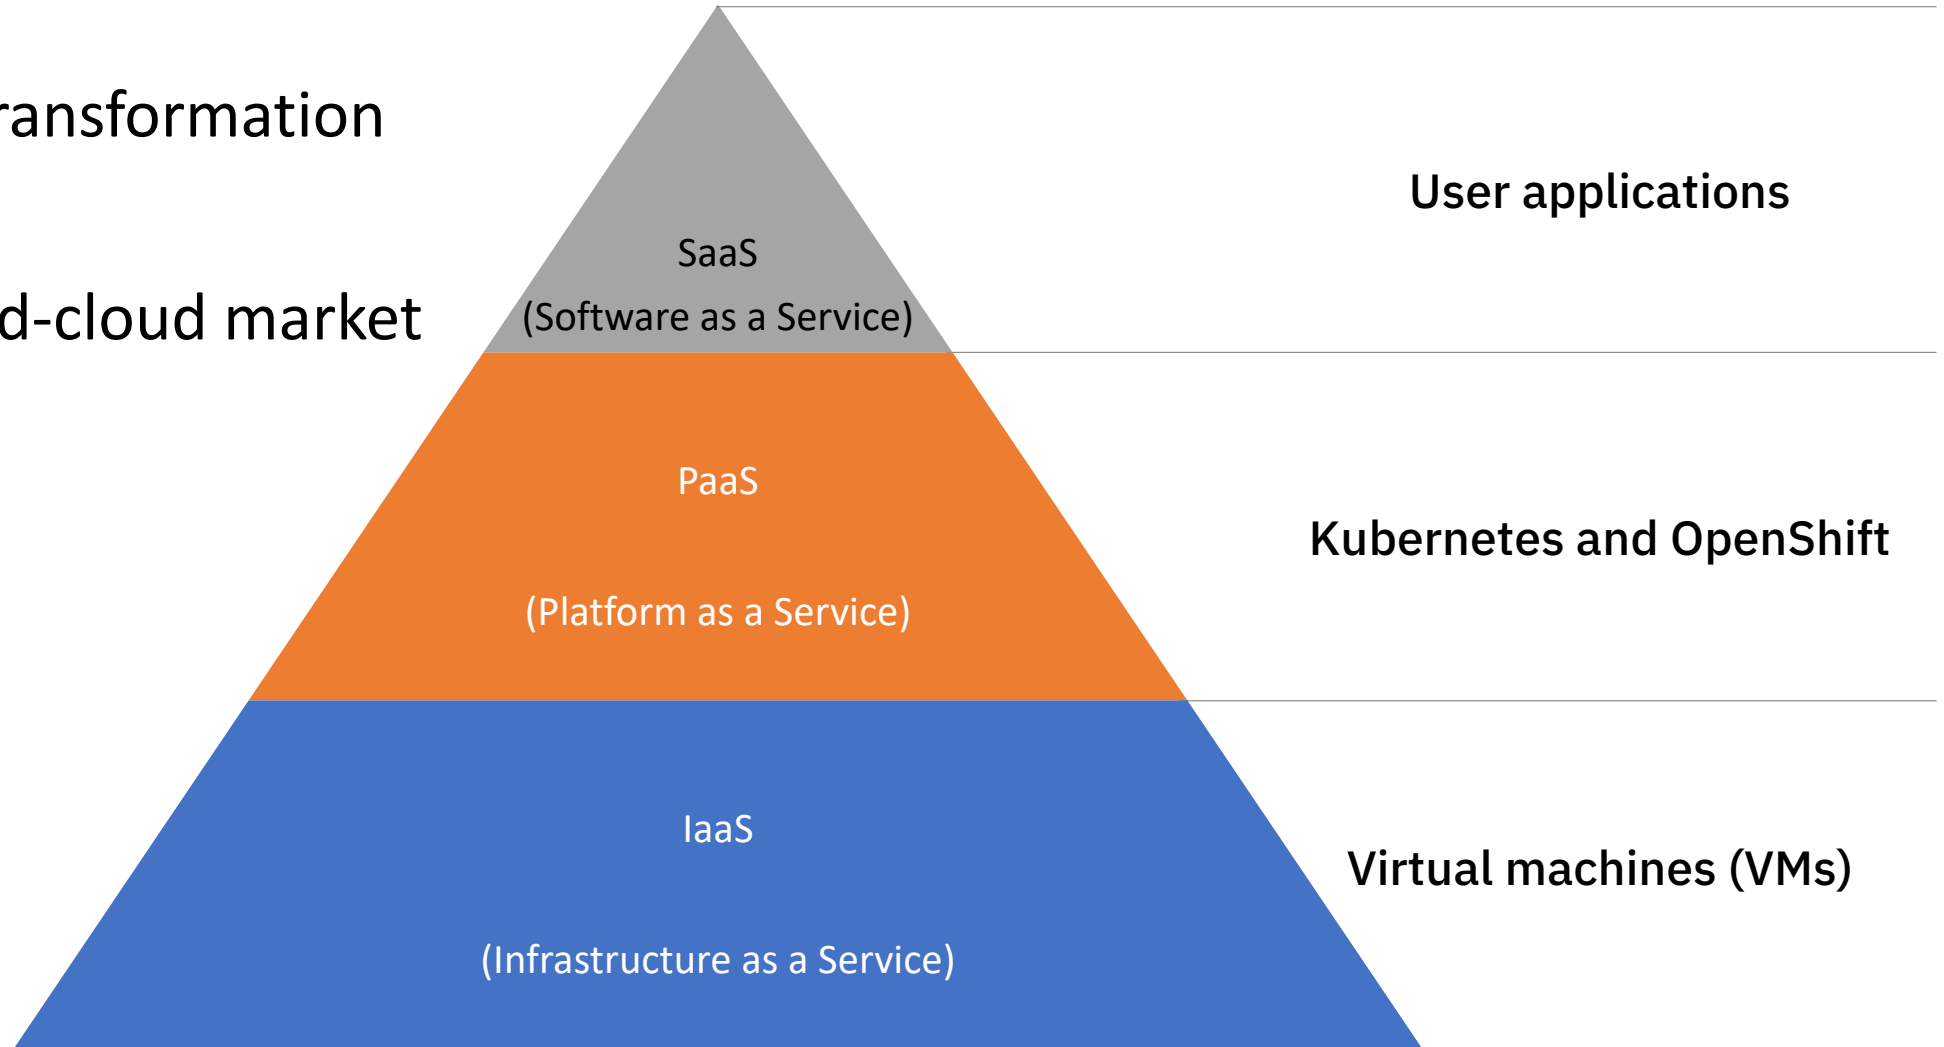 ransformation
User applications
SaaS
d-cloud market
(Software as a Service)
PaaS
Kubernetes and OpenShift
(Platform as a Service)
IaaS
Virtual machines (VMs)
(Infrastructure as a Service)